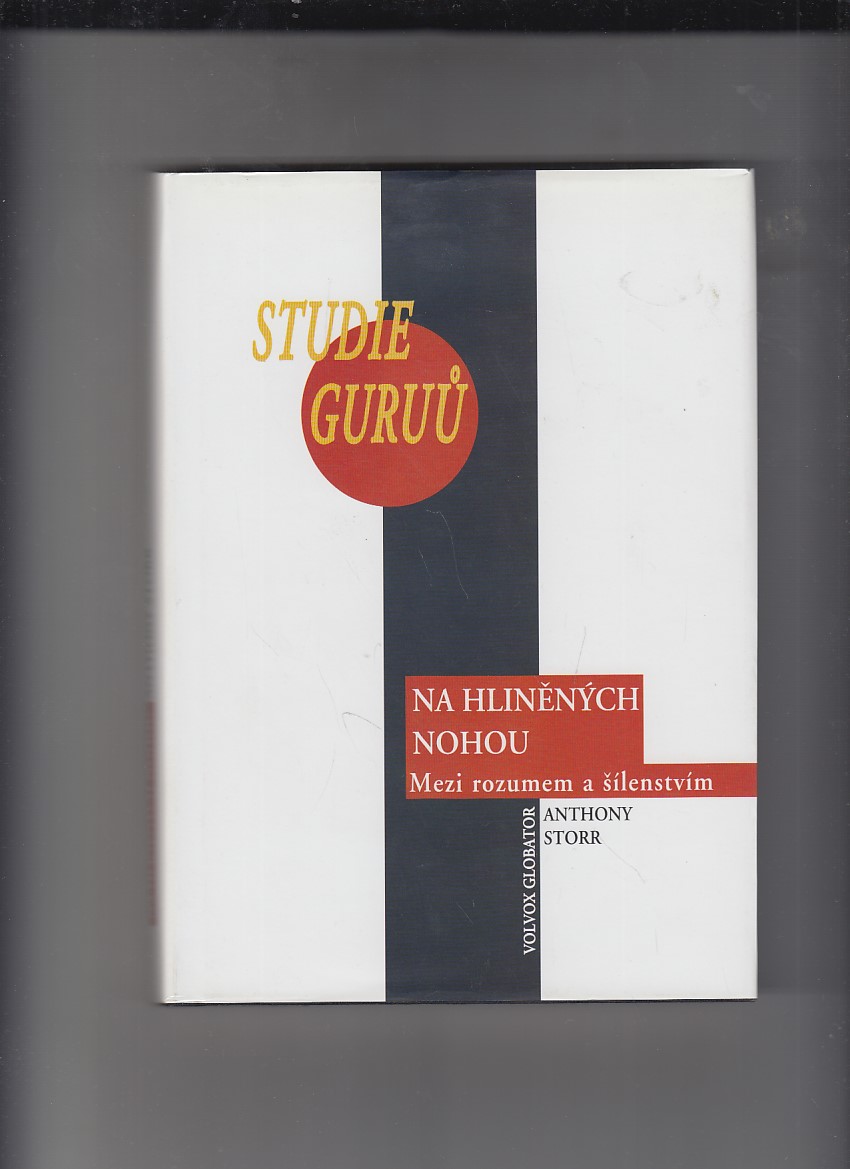 STUDIE
GURUŮ
NA HLINĚNÝCH
NOHOU
Mezi rozumem a šílenstvím
ANTHONY
STORR
VOLVOX GLOBATOR